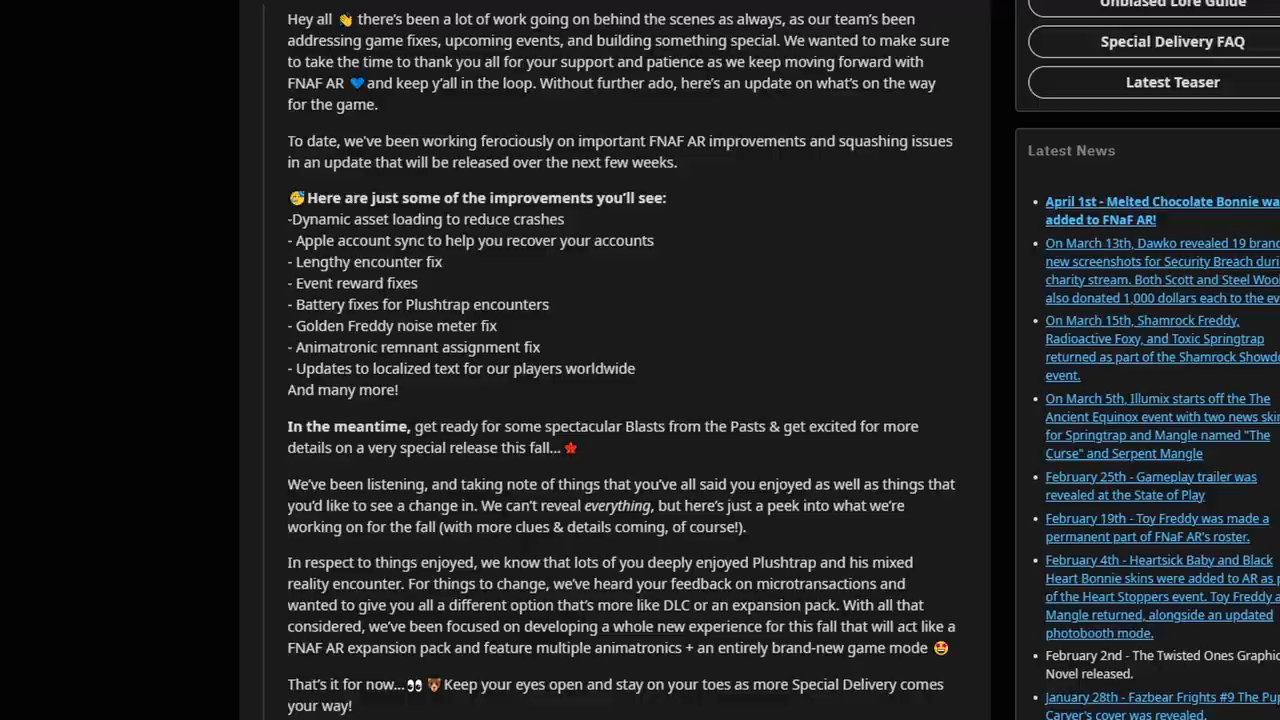 Hey all 👋 there's been a lot of work going on behind the scenes as always, as our team's been
addressing game fixes, upcoming events, and building something special. We wanted to make sure
to take the time to thank you all for your support and patience as we keep moving forward with
FNAF AR 💙 and keep y'all in the loop. Without further ado, here's an update on what's on the way
for the game.
To date, we've been working ferociously on important FNAF AR improvements and squashing issues
in an update that will be released over the next few weeks.
😴Here are just some of the improvements you'll see:
-Dynamic asset loading to reduce crashes
- Apple account sync to help you recover your accounts
- Lengthy encounter fix
- Event reward fixes
- Battery fixes for Plushtrap encounters
- Golden Freddy noise meter fix
- Animatronic remnant assignment fix
- Updates to localized text for our players worldwide
And many more!
In the meantime, get ready for some spectacular Blasts from the Pasts & get excited for more
details on a very special release this fall... 🍁
We've been listening, and taking note of things that you've all said you enjoyed as well as things that
you'd like to see a change in. We can't reveal everything, but here's just a peek into what we're
working on for the fall (with more clues & details coming, of course!).
In respect to things enjoyed, we know that lots of you deeply enjoyed Plushtrap and his mixed
reality encounter. For things to change, we've heard your feedback on microtransactions and
wanted to give you all a different option that's more like DLC or an expansion pack. With all that
considered, we've been focused on developing a whole new experience for this fall that will act like a
FNAF AR expansion pack and feature multiple animatronics + an entirely brand-new game mode 🤩
That's it for now...👀 🐻Keep your eyes open and stay on your toes as more Special Delivery comes
your way!
Unbiased Lore Guide
Special Delivery FAQ
Latest Teaser
Latest News
April 1st - Melted Chocolate Bonnie wa
added to FNaF AR!
On March 13th, Dawko revealed 19 brand
new screenshots for Security Breach duri
charity stream. Both Scott and Steel Woo
also donated 1,000 dollars each to the ev
On March 15th, Shamrock Freddy,
Radioactive Foxy, and Toxic Springtrap
returned as part of the Shamrock Showd
event.
On March 5th, Illumix starts off the The
Ancient Equinox event with two news skin
for Springtrap and Mangle named "The
Curse" and Serpent Mangle
February 25th - Gameplay trailer was
revealed at the State of Play
February 19th - Toy Freddy was made a
permanent part of FNaF AR's roster.
February 4th - Heartsick Baby and Black
Heart Bonnie skins were added to AR as p
of the Heart Stoppers event. Toy Freddy a
Mangle returned, alongside an updated
photobooth mode.
February 2nd - The Twisted Ones Graphic
Novel released.
January 28th - Fazbear Frights #9 The Pup
Carver's cover was revealed.